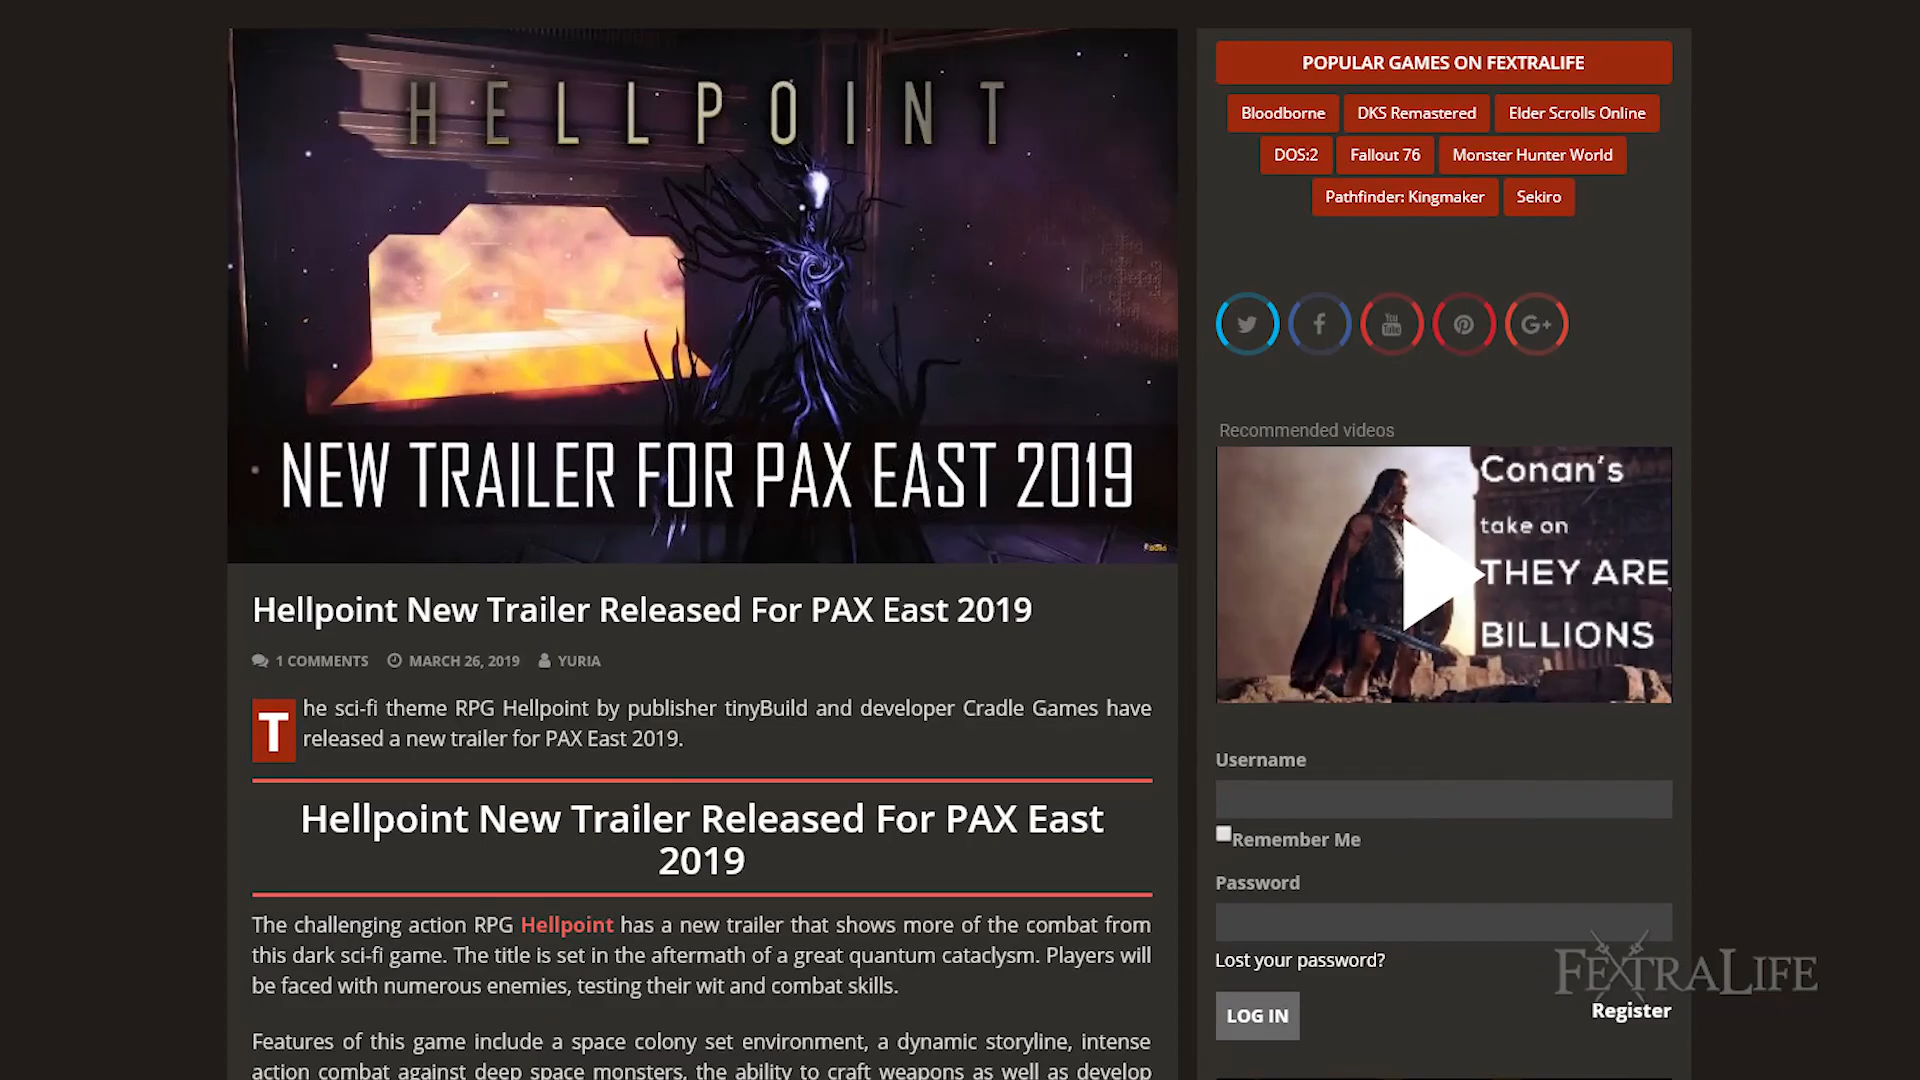 HELLPOINT
NEW TRAILER FOR PAX EAST 2019
Hellpoint New Trailer Released For PAX East 2019
1 COMMENTS MARCH 26, 2019 YURIA
The sci-fi theme RPG Hellpoint by publisher tinyBuild and developer Cradle Games have
released a new trailer for PAX East 2019.
Hellpoint New Trailer Released For PAX East
2019
The challenging action RPG Hellpoint has a new trailer that shows more of the combat from
this dark sci-fi game. The title is set in the aftermath of a great quantum cataclysm. Players will
be faced with numerous enemies, testing their wit and combat skills.
Features of this game include a space colony set environment, a dynamic storyline, intense
action combat against deep space monsters, the ability to craft weapons as well as develop
POPULAR GAMES ON FEXTRALIFE
Bloodborne DKS Remastered Elder Scrolls Online
DOS:2 Fallout 76 Monster Hunter World
Pathfinder: Kingmaker Sekiro
You Tube G+
Recommended videos
Conan's
take on
THEY ARE
BILLIONS
Username
Remember Me
Password
Lost your password?
FEXTRALIFE
Register
LOG IN